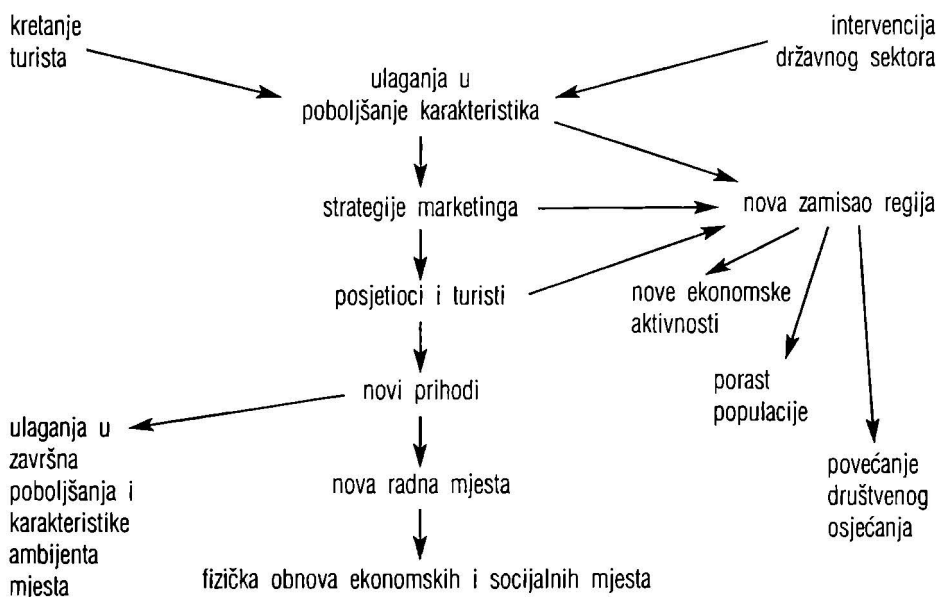 kretanje
turista
intervencija
državnog sektora
ulaganja u
poboljšanje karakteristika
strategije marketinga
nova zamisao regija
posjetioci i turisti
nove ekonomske
aktivnosti
novi prihodi
porast
populacije
ulaganja u
završna
poboljšanja i
karakteristike
ambijenta
mjesta
nova radna mjesta
povećanje
društvenog
osjećanja
fizička obnova ekonomskih i socijalnih mjesta